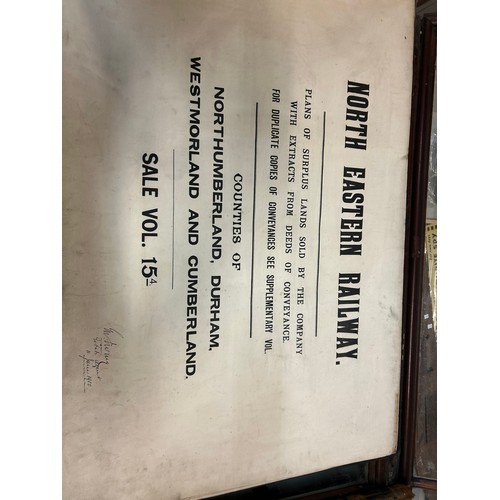 NORTH EASTERN RAILWAY.
PLANS OF SURPLUS LANDS SOLD BY THE COMPANY
WITH EXTRACTS FROM DEEDS OF CONVEYANCE.
FOR DUPLICATE COPIES OF CONVEYANCES SEE SUPPLEMENTARY VOL.
COUNTIES OF
NORTHUMBERLAND, DURHAM,
WESTMORLAND AND CUMBERLAND.
SALE VOL. 15A